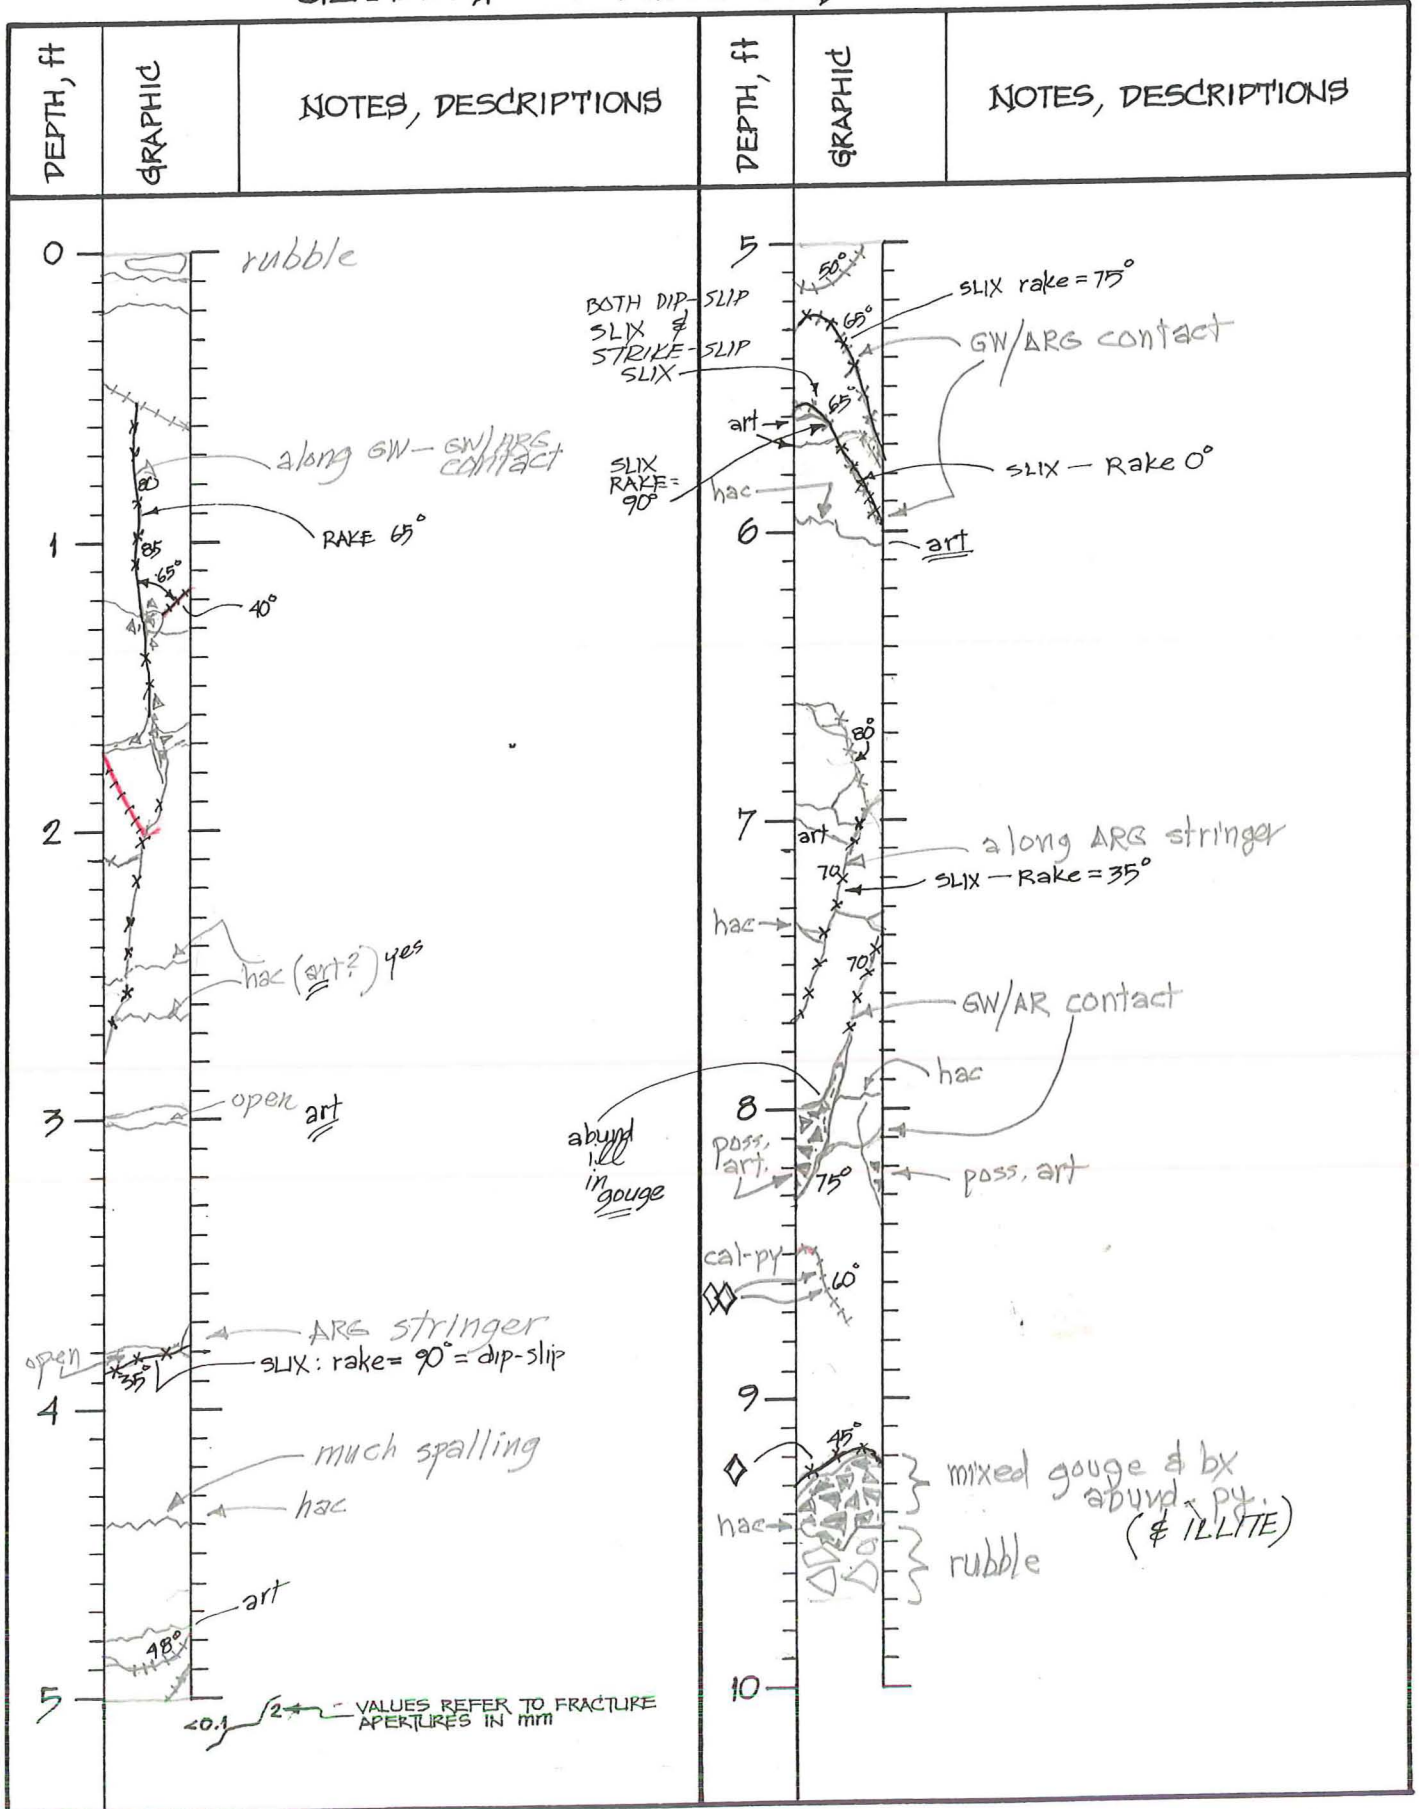 DEPTH, ft
GRAPHIC
NOTES, DESCRIPTIONS
DEPTH, ft
GRAPHIC
NOTES, DESCRIPTIONS
0
rubble
along GW — GW/ARG
contact
80
RAKE 65°
1
85
65°
40°
2
hac (art?) yes
3
open art
ARG stringer
open
SLIX: rake = 90° = dip-slip
35°
4
much spalling
hac
art
48°
5
<0.1
2
VALUES REFER TO FRACTURE
APERTURES IN mm
5
50°
SLIX rake = 75°
BOTH DIP-SLIP
SLIX &
STRIKE-SLIP
SLIX
65°
GW/ARG contact
65°
art
SLIX
RAKE=
90°
SLIX — Rake 0°
hac
6
art
80°
7
art
along ARG stringer
70
SLIX — Rake = 35°
hac
70°
GW/AR contact
hac
8
abund
ill
in
gouge
poss.
art.
75°
poss, art
cal-py
60°
9
45°
mixed gouge & bx
abund. py.
(& ILLITE)
hac
rubble
10